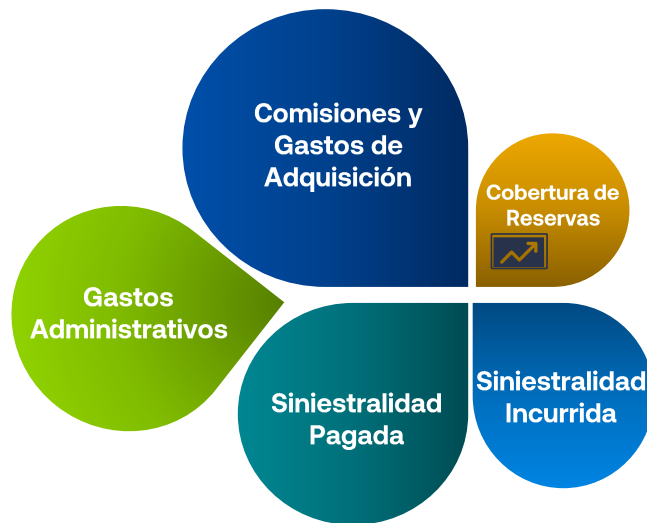 Comisiones y
Gastos de
Adquisición
Cobertura de
Reservas
Gastos
Administrativos
Siniestralidad
Pagada
Siniestralidad
Incurrida